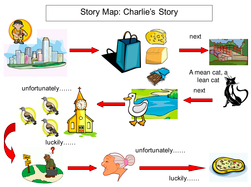 Story Map: Charlie's Story
next
A mean cat, a
lean cat
next
unfortunately……
unfortunately……
luckily……
luckily……